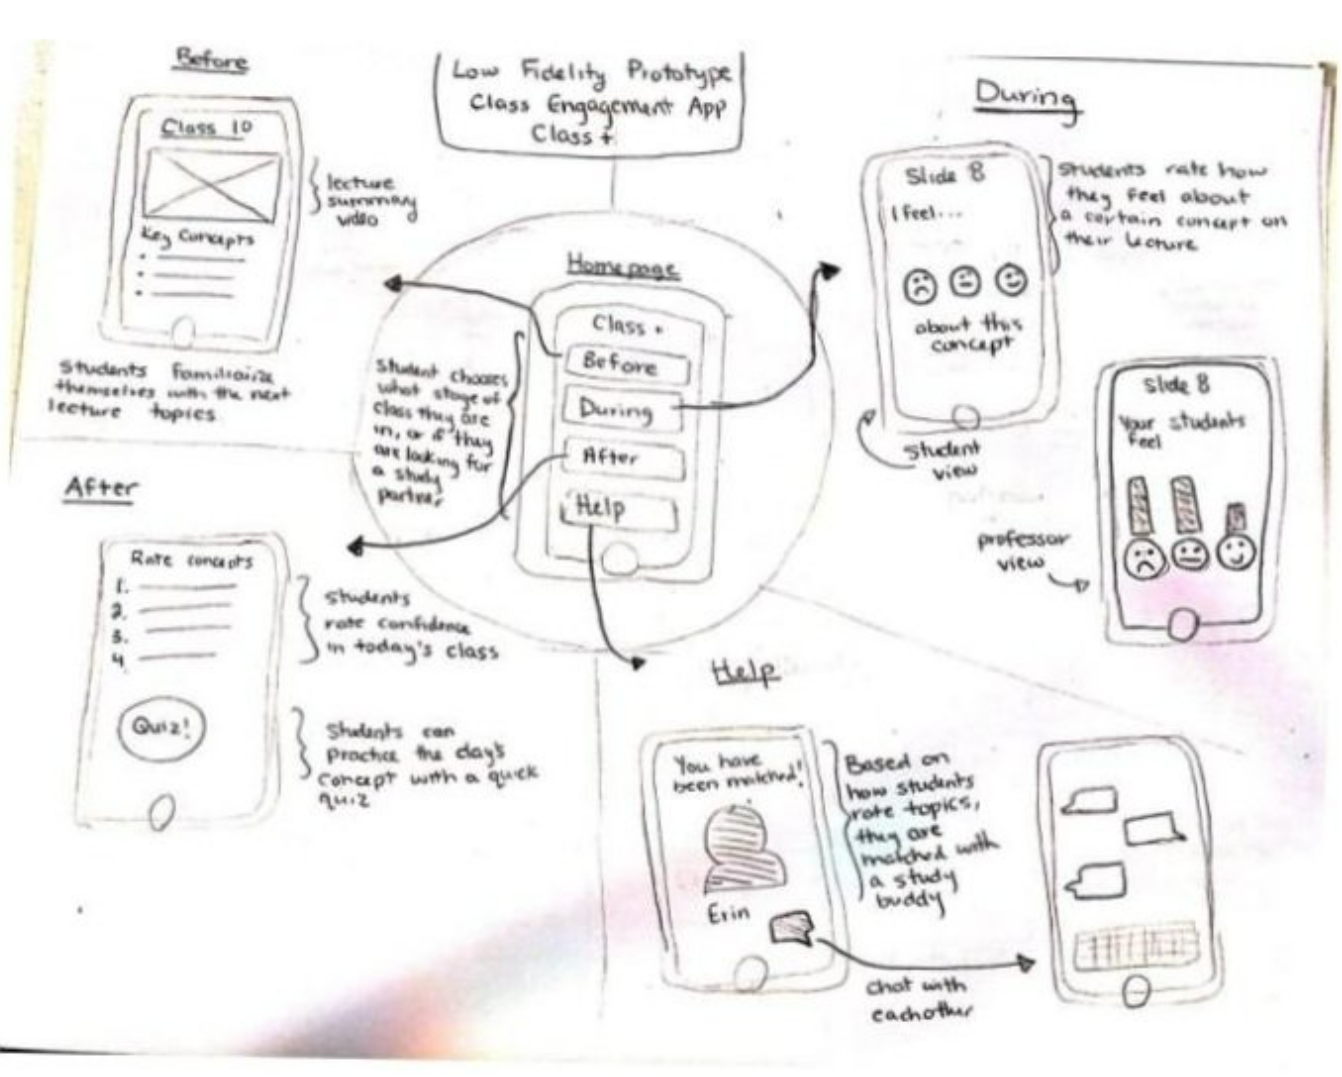 Before
Class 10
lecture
summary
video
Key Concepts
Students familiarize
themselves with the next
lecture topics
Low Fidelity Prototype
Class Engagement App
Class +
During
Slide 8
I feel...
about this
concept
Students rate how
they feel about
a certain concept on
their lecture
student
view
Slide 8
Your students
feel
professor
view
Homepage
Class +
Before
During
After
Help
Student chooses
what stage of
class they are
in, or if they
are looking for
a study
partner
After
Rate concepts
1.
2.
3.
4.
Students
rate confidence
in today's class
Quiz!
Students can
practice the day's
concept with a quick
quiz
Help
You have
been matched!
Erin
Based on
how students
rate topics,
they are
matched with
a study
buddy
chat with
eachother